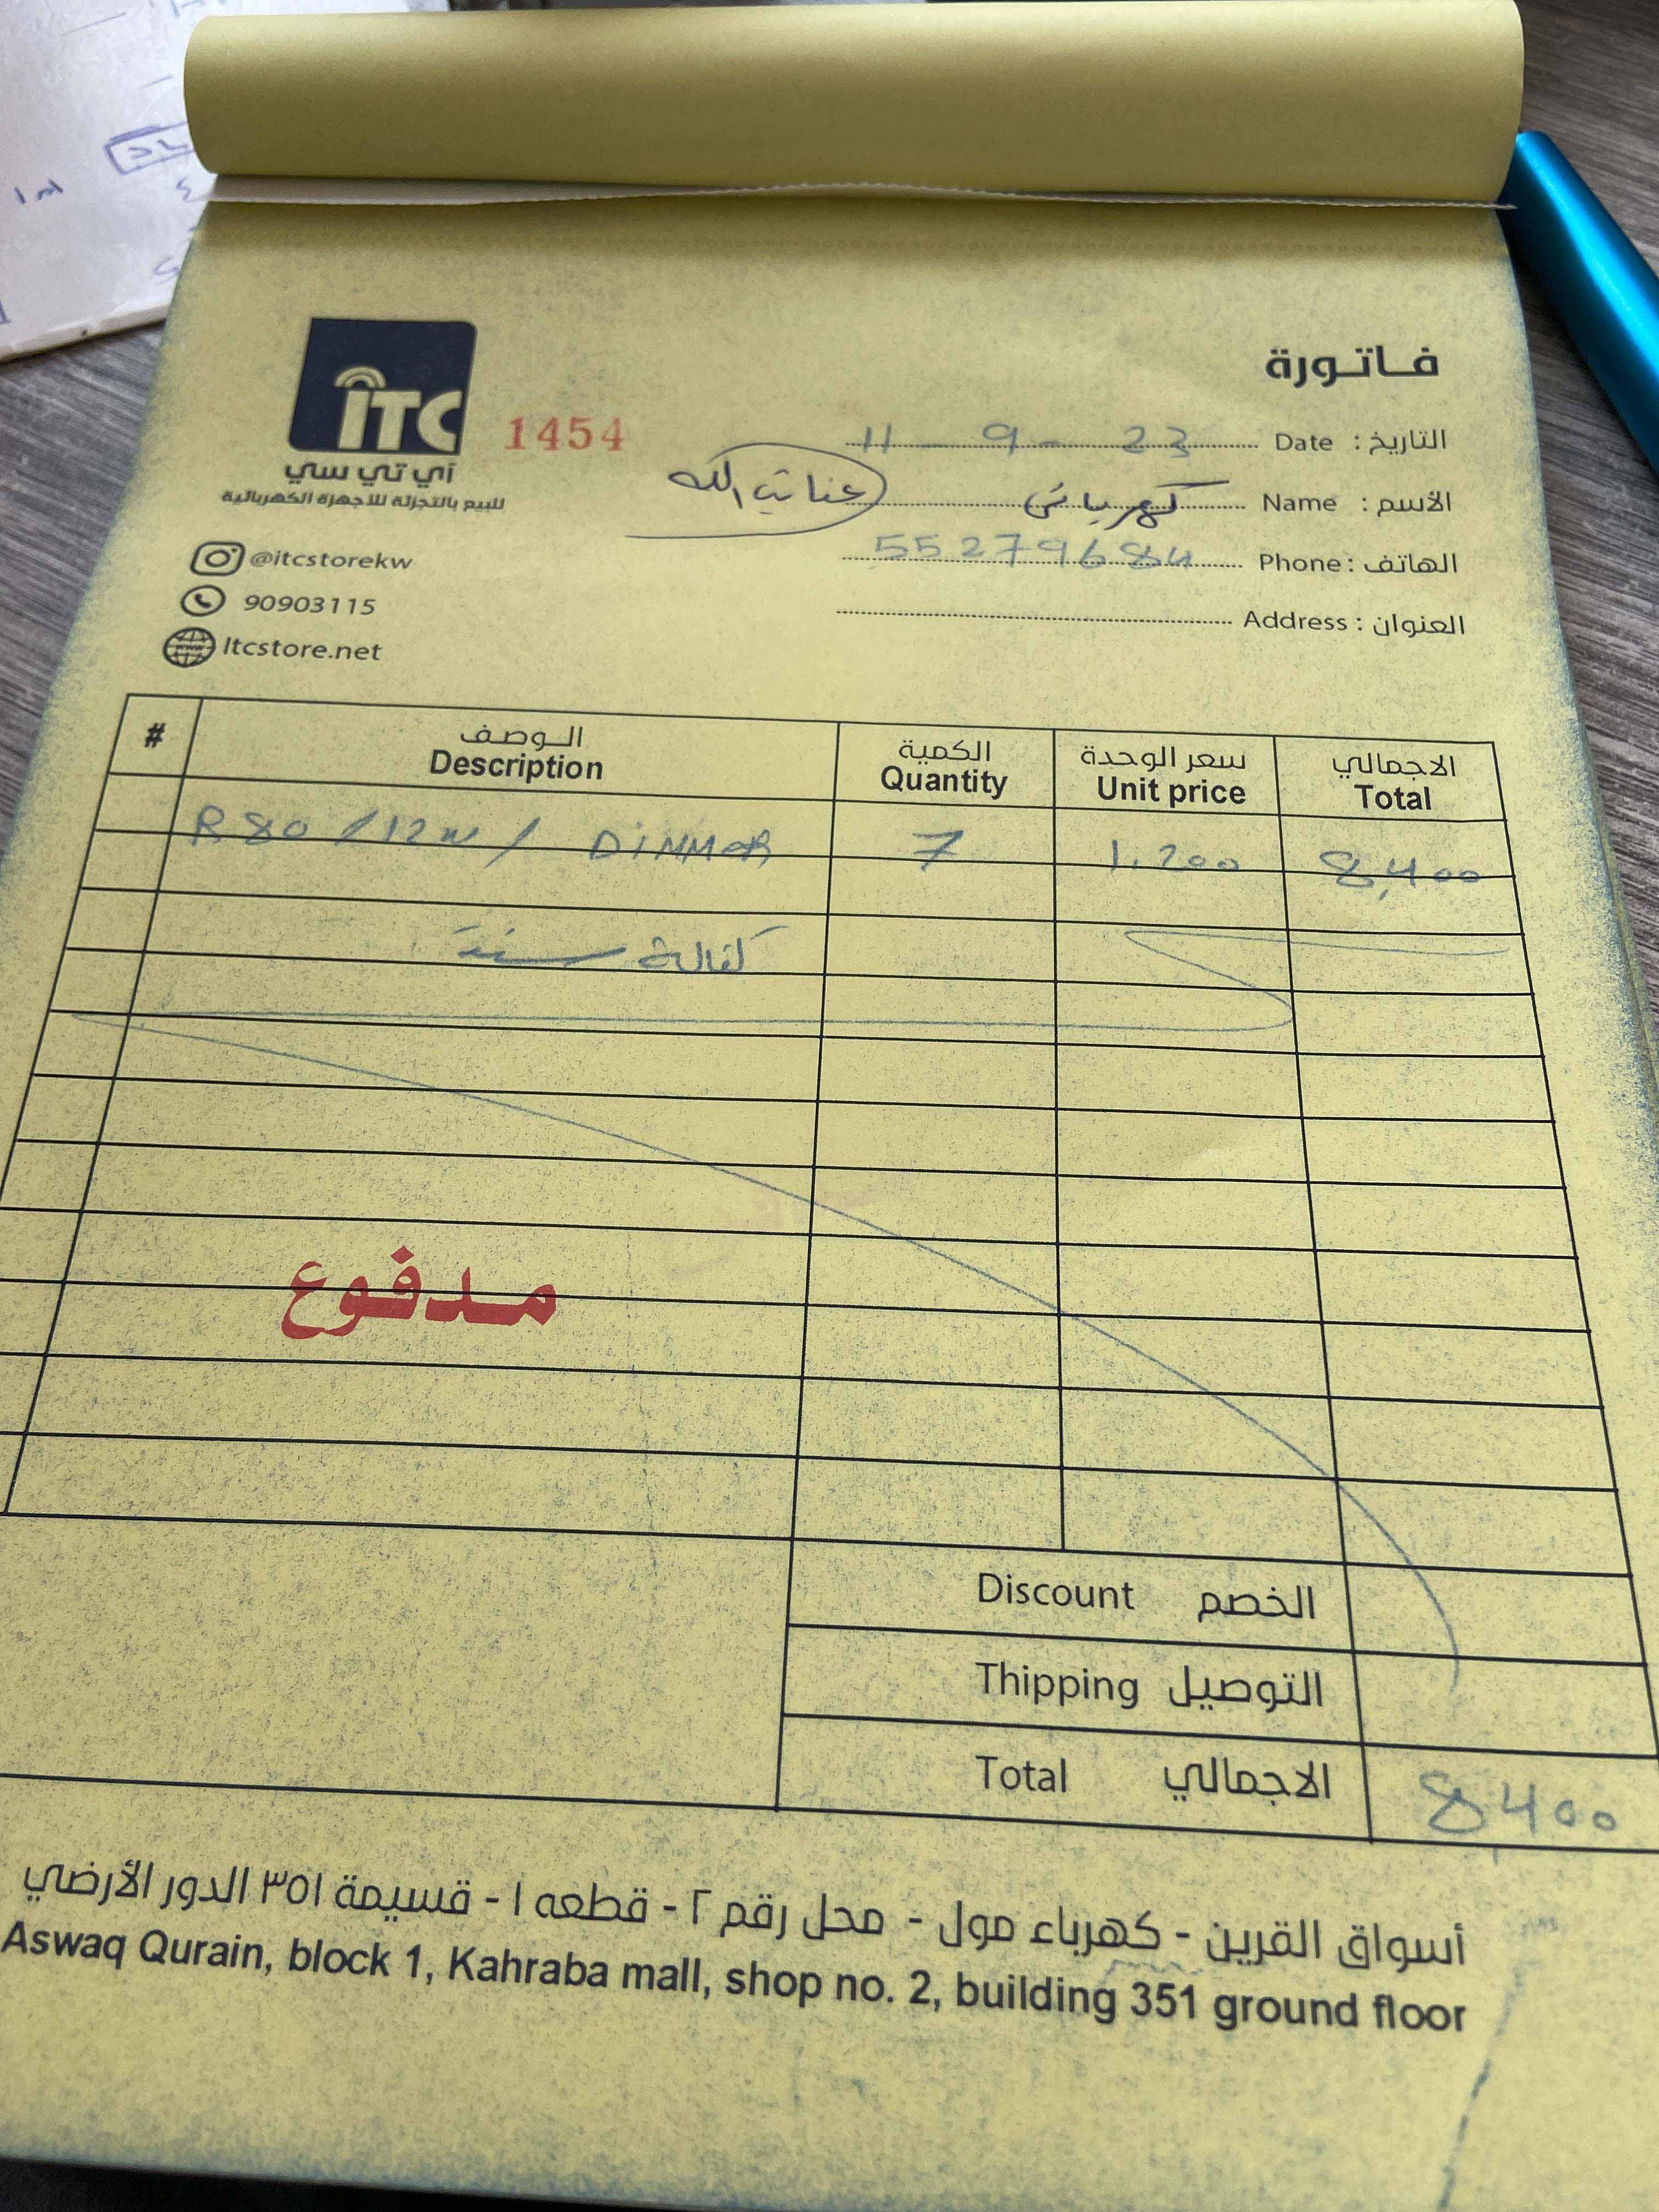 فاتورة
ITC
آي تي سي
للبيع بالتجزئة للأجهزة الكهربائية
1454
@itcstorekw
90903115
Itcstore.net
التاريخ : Date 11 - 9 - 23
الأسم : Name كهربائي عنايت الله
الهاتف : Phone
العنوان : Address
# الوصف الكمية سعر الوحدة الاجمالي
Description Quantity Unit price Total
R80 / 12w / DIMMER 7 1.200 8,400
كفالة سنة
مدفوع
Discount الخصم
Thipping التوصيل
Total الاجمالي 8400
أسواق القرين - كهرباء مول - محل رقم ٢ - قطعه ١ - قسيمة ٣٥١ الدور الأرضي
Aswaq Qurain, block 1, Kahraba mall, shop no. 2, building 351 ground floor